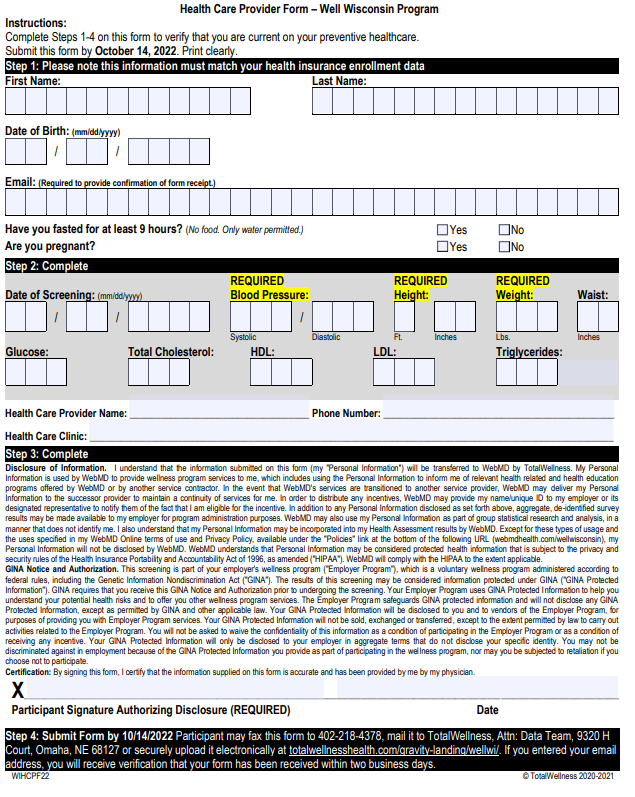 Health Care Provider Form – Well Wisconsin Program
Instructions:
Complete Steps 1-4 on this form to verify that you are current on your preventive healthcare.
Submit this form by October 14, 2022. Print clearly.
Step 1: Please note this information must match your health insurance enrollment data
First Name: Last Name:
Date of Birth: (mm/dd/yyyy)
/ /
Email: (Required to provide confirmation of form receipt.)
Have you fasted for at least 9 hours? (No food. Only water permitted.) Yes No
Are you pregnant? Yes No
Step 2: Complete
REQUIRED REQUIRED REQUIRED
Date of Screening: (mm/dd/yyyy) Blood Pressure: Height: Weight: Waist:
/ / /
Systolic Diastolic Ft. Inches Lbs. Inches
Glucose: Total Cholesterol: HDL: LDL: Triglycerides:
Health Care Provider Name: Phone Number:
Health Care Clinic:
Step 3: Complete
Disclosure of Information. I understand that the information submitted on this form (my "Personal Information") will be transferred to WebMD by TotalWellness. My Personal
Information is used by WebMD to provide wellness program services to me, which includes using the Personal Information to inform me of relevant health related and health education
programs offered by WebMD or by another service contractor. In the event that WebMD's services are transitioned to another service provider, WebMD may deliver my Personal
Information to the successor provider to maintain a continuity of services for me. In order to distribute any incentives, WebMD may provide my name/unique ID to my employer or its
designated representative to notify them of the fact that I am eligible for the incentive. In addition to any Personal Information disclosed as set forth above, aggregate, de-identified survey
results may be made available to my employer for program administration purposes. WebMD may also use my Personal Information as part of group statistical research and analysis, in a
manner that does not identify me. I also understand that my Personal Information may be incorporated into my Health Assessment results by WebMD. Except for these types of usage and
the uses specified in my WebMD Online terms of use and Privacy Policy, available under the "Policies" link at the bottom of the following URL (webmdhealth.com/wellwisconsin), my
Personal Information will not be disclosed by WebMD. WebMD understands that Personal Information may be considered protected health information that is subject to the privacy and
security rules of the Health Insurance Portability and Accountability Act of 1996, as amended ("HIPAA"). WebMD will comply with the HIPAA to the extent applicable.
GINA Notice and Authorization. This screening is part of your employer's wellness program ("Employer Program"), which is a voluntary wellness program administered according to
federal rules, including the Genetic Information Nondiscrimination Act ("GINA"). The results of this screening may be considered information protected under GINA ("GINA Protected
Information"). GINA requires that you receive this GINA Notice and Authorization prior to undergoing the screening. Your Employer Program uses GINA Protected Information to help you
understand your potential health risks and to offer you other wellness program services. The Employer Program safeguards GINA protected information and will not disclose any GINA
Protected Information, except as permitted by GINA and other applicable law. Your GINA Protected Information will be disclosed to you and to vendors of the Employer Program, for
purposes of providing you with Employer Program services. Your GINA Protected Information will not be sold, exchanged or transferred, except to the extent permitted by law to carry out
activities related to the Employer Program. You will not be asked to waive the confidentiality of this information as a condition of participating in the Employer Program or as a condition of
receiving any incentive. Your GINA Protected Information will only be disclosed to your employer in aggregate terms that do not disclose your specific identity. You may not be
discriminated against in employment because of the GINA Protected Information you provide as part of participating in the wellness program, nor may you be subjected to retaliation if you
choose not to participate.
Certification: By signing this form, I certify that the information supplied on this form is accurate and has been provided by me by my physician.
X
Participant Signature Authorizing Disclosure (REQUIRED) Date
Step 4: Submit Form by 10/14/2022 Participant may fax this form to 402-218-4378, mail it to TotalWellness, Attn: Data Team, 9320 H
Court, Omaha, NE 68127 or securely upload it electronically at totalwellnesshealth.com/gravity-landing/wellwi/. If you entered your email
address, you will receive verification that your form has been received within two business days.
WIHCPF22 © TotalWellness 2020-2021